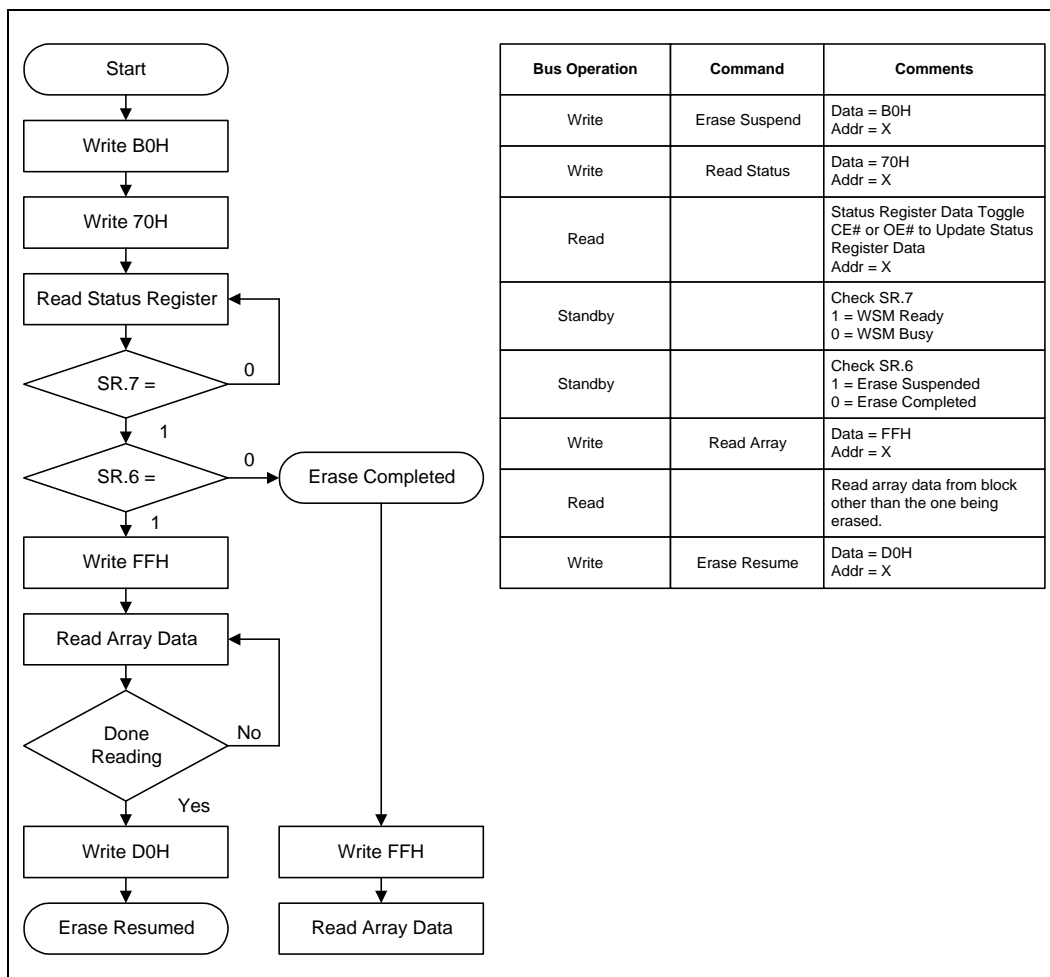 Start
Write B0H
Write 70H
Read Status Register
SR.7 =
0
1
SR.6 =
0
Erase Completed
1
Write FFH
Read Array Data
Done
Reading
No
Yes
Write D0H
Write FFH
Erase Resumed
Read Array Data
Bus Operation Command Comments
Write Erase Suspend Data = B0H
Addr = X
Write Read Status Data = 70H
Addr = X
Read Status Register Data Toggle
CE# or OE# to Update Status
Register Data
Addr = X
Standby Check SR.7
1 = WSM Ready
0 = WSM Busy
Standby Check SR.6
1 = Erase Suspended
0 = Erase Completed
Write Read Array Data = FFH
Addr = X
Read Read array data from block
other than the one being
erased.
Write Erase Resume Data = D0H
Addr = X